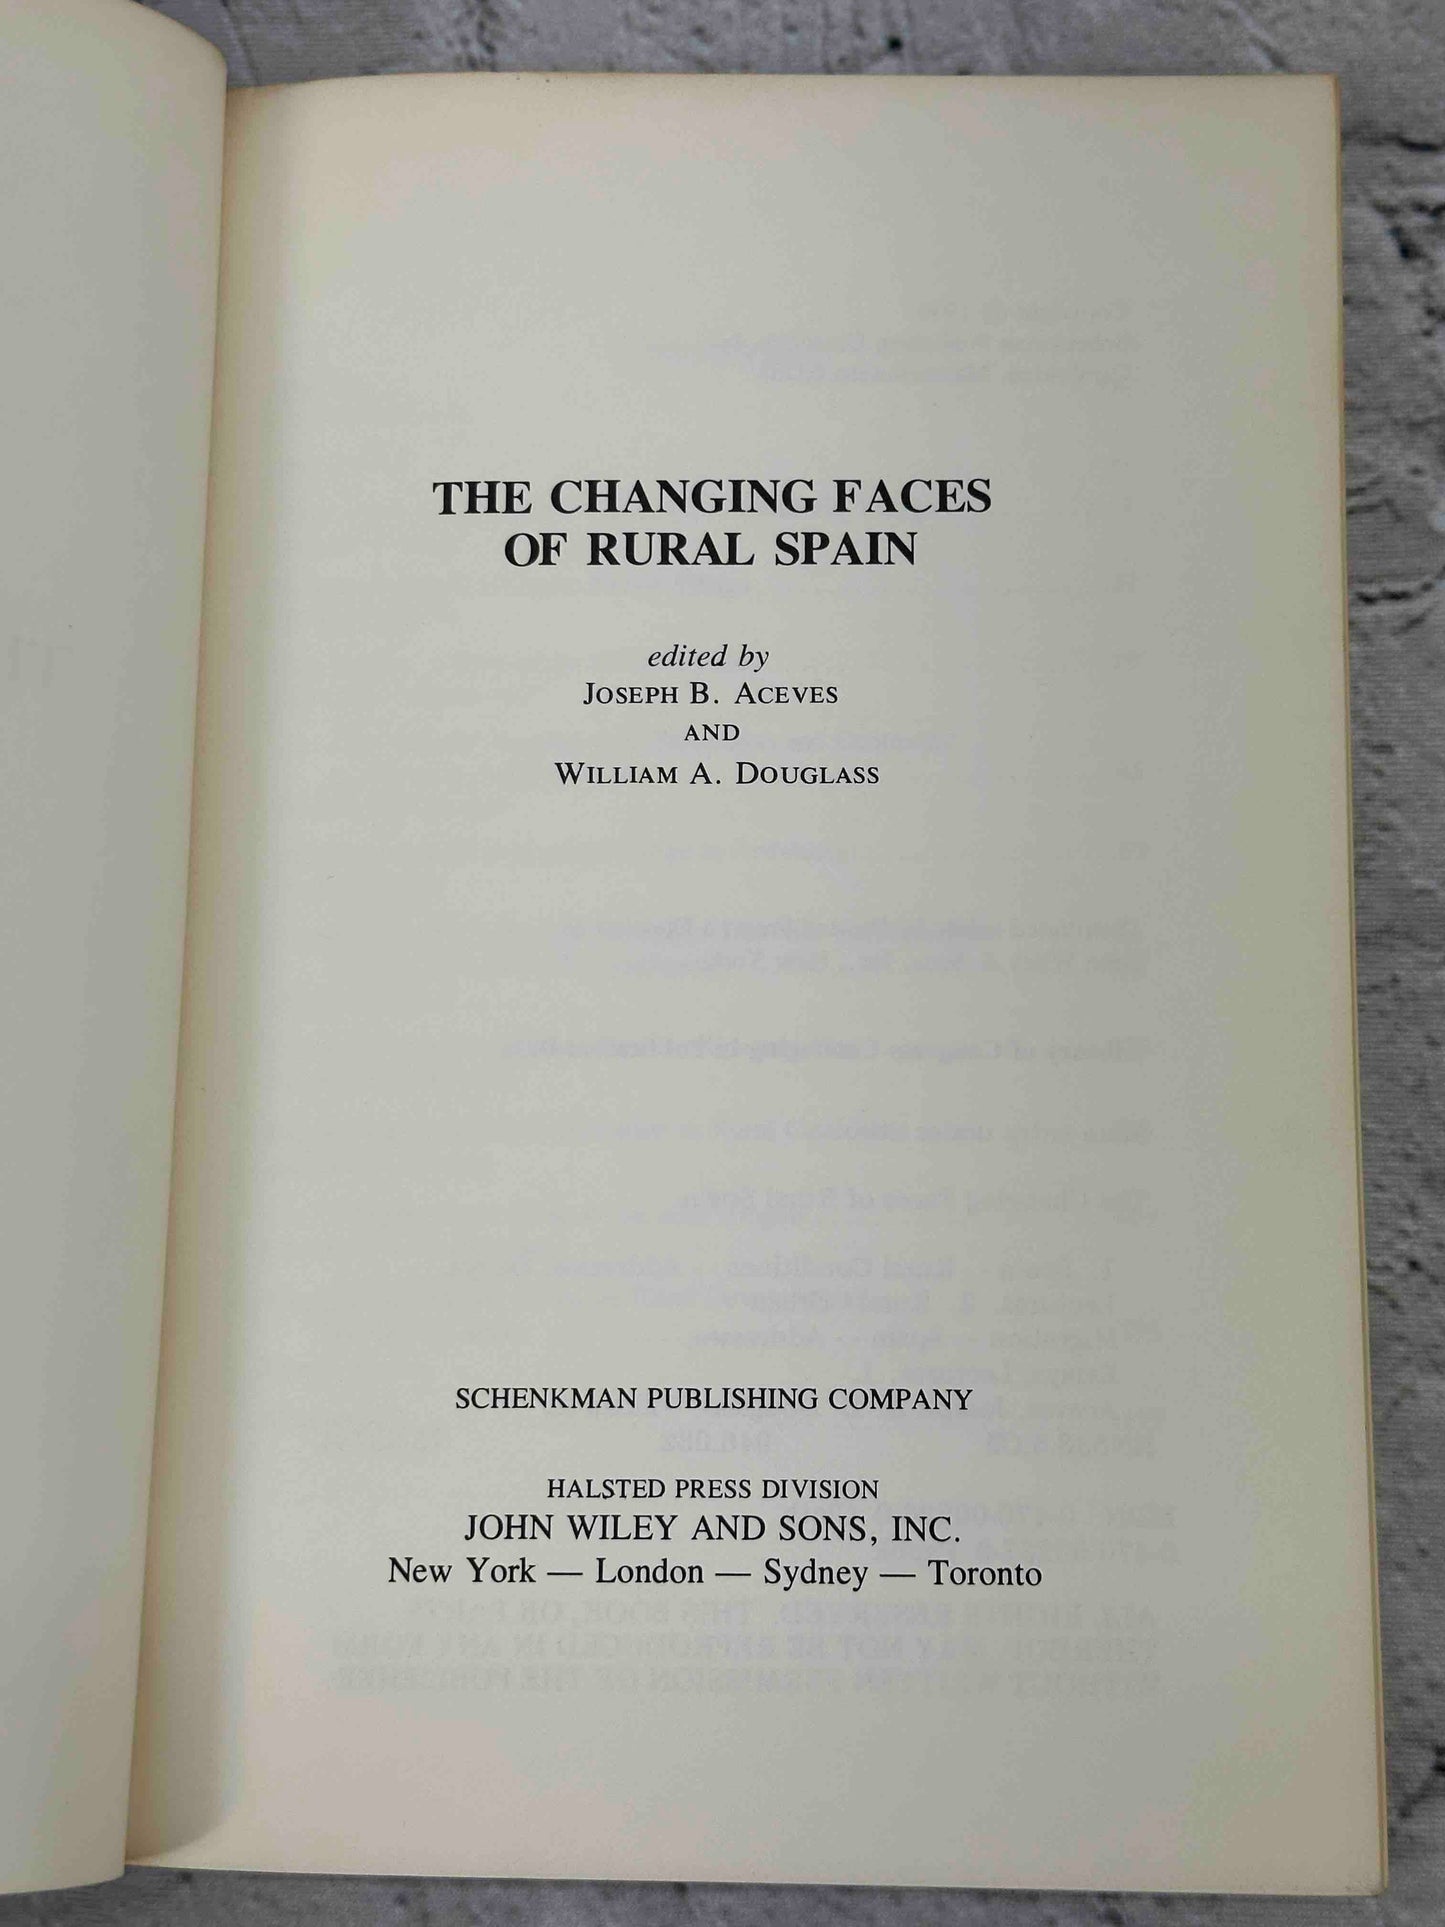 THE CHANGING FACES
OF RURAL SPAIN
edited by
JOSEPH B. ACEVES
AND
WILLIAM A. DOUGLASS
SCHENKMAN PUBLISHING COMPANY
HALSTED PRESS DIVISION
JOHN WILEY AND SONS, INC.
New York — London — Sydney — Toronto